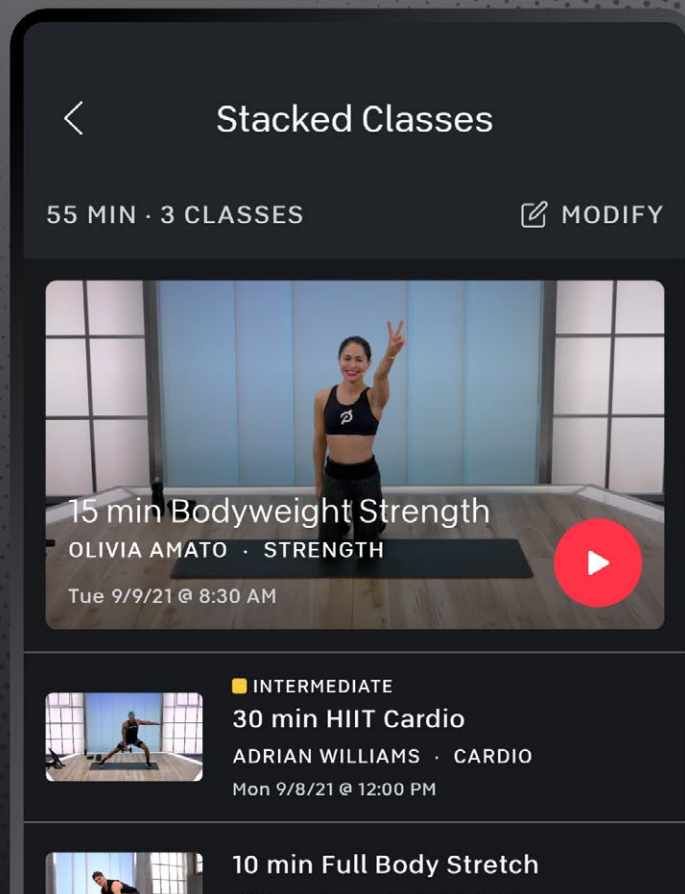 Stacked Classes
55 MIN · 3 CLASSES
MODIFY
15 min Bodyweight Strength
OLIVIA AMATO · STRENGTH
Tue 9/9/21 @ 8:30 AM
INTERMEDIATE
30 min HIIT Cardio
ADRIAN WILLIAMS · CARDIO
Mon 9/8/21 @ 12:00 PM
10 min Full Body Stretch